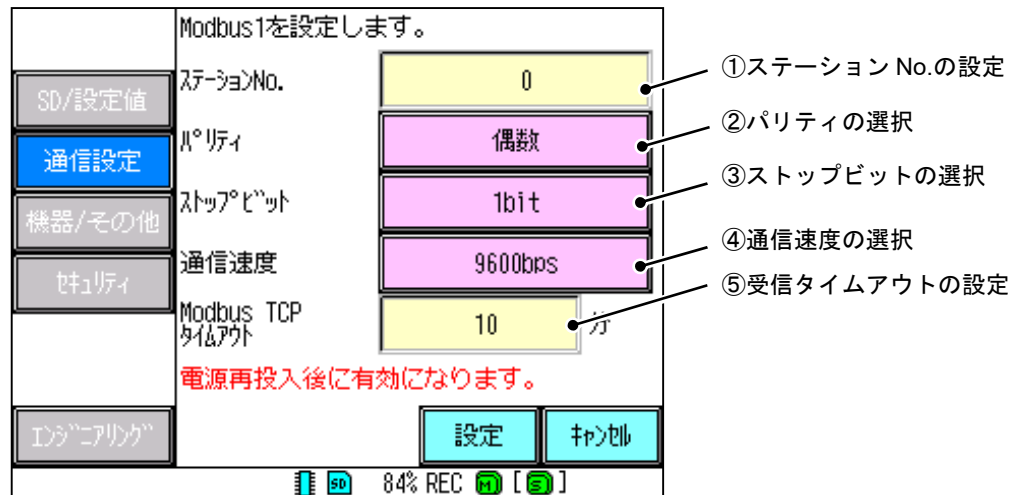 Modbus1を設定します。
SD/設定値
通信設定
機器/その他
ｾｷｭﾘﾃｨ
ｴﾝｼﾞﾆｱﾘﾝｸﾞ
ｽﾃｰｼｮﾝNo.
0
ﾊﾟﾘﾃｨ
偶数
ｽﾄｯﾌﾟﾋﾞｯﾄ
1bit
通信速度
9600bps
Modbus TCP
ﾀｲﾑｱｳﾄ
10
分
電源再投入後に有効になります。
設定
ｷｬﾝｾﾙ
SD
84% REC M [S]
①ステーション No.の設定
②パリティの選択
③ストップビットの選択
④通信速度の選択
⑤受信タイムアウトの設定